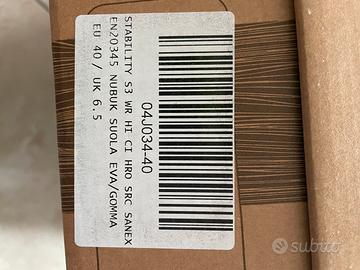 04J034-40
STABILITY S3 WR HI CI HRO SRC SANEX
EN20345 NUBUK SUOLA EVA/GOMMA
EU 40 / UK 6.5
subito